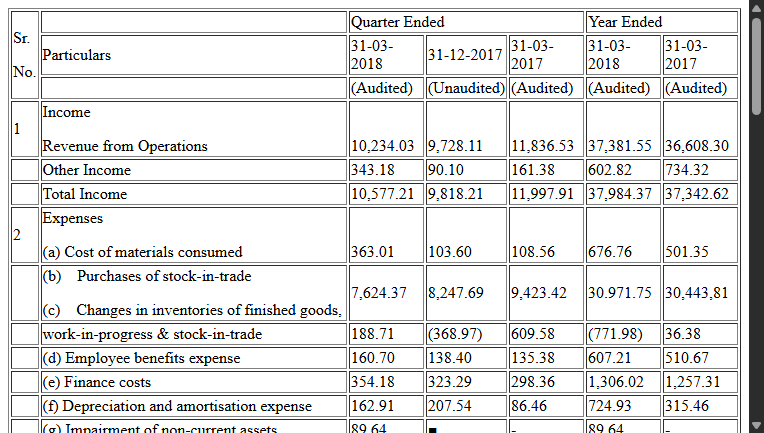 Quarter Ended Year Ended
Sr. No. Particulars 31-03-2018 31-12-2017 31-03-2017 31-03-2018 31-03-2017
(Audited) (Unaudited) (Audited) (Audited) (Audited)
1 Income
Revenue from Operations 10,234.03 9,728.11 11,836.53 37,381.55 36,608.30
Other Income 343.18 90.10 161.38 602.82 734.32
Total Income 10,577.21 9,818.21 11,997.91 37,984.37 37,342.62
2 Expenses
(a) Cost of materials consumed 363.01 103.60 108.56 676.76 501.35
(b) Purchases of stock-in-trade 7,624.37 8,247.69 9,423.42 30.971.75 30,443,81
(c) Changes in inventories of finished goods,
work-in-progress & stock-in-trade 188.71 (368.97) 609.58 (771.98) 36.38
(d) Employee benefits expense 160.70 138.40 135.38 607.21 510.67
(e) Finance costs 354.18 323.29 298.36 1,306.02 1,257.31
(f) Depreciation and amortisation expense 162.91 207.54 86.46 724.93 315.46
(g) Impairment of non-current assets 89.64 ■ - 89.64 -